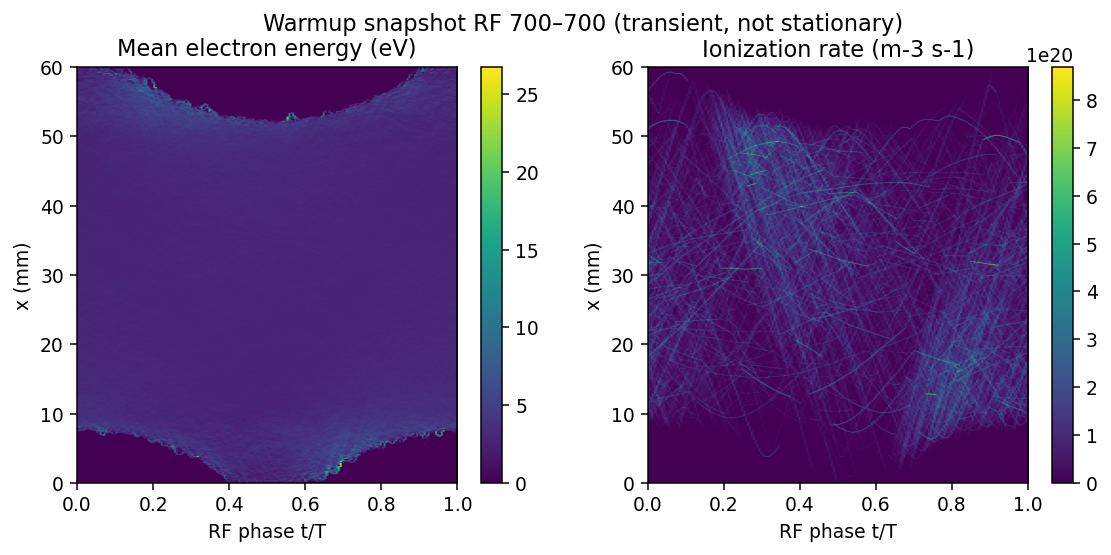 Warmup snapshot RF 700–700 (transient, not stationary)
Mean electron energy (eV)
Ionization rate (m-3 s-1)
1e20
x (mm)
60
50
40
30
20
10
0
0.0 0.2 0.4 0.6 0.8 1.0
RF phase t/T
25
20
15
10
5
0
x (mm)
60
50
40
30
20
10
0
0.0 0.2 0.4 0.6 0.8 1.0
RF phase t/T
8
7
6
5
4
3
2
1
0